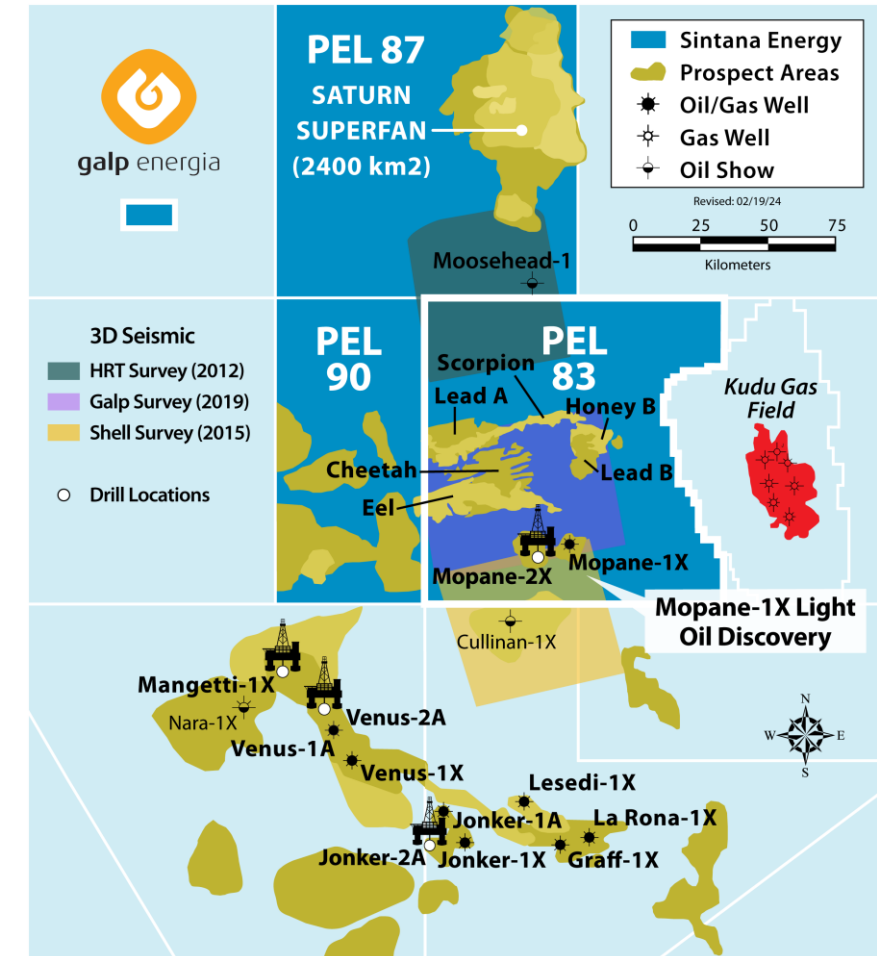 galp energia
PEL 87
SATURN
SUPERFAN
(2400 km2)
Sintana Energy
Prospect Areas
Oil/Gas Well
Gas Well
Oil Show
Revised: 02/19/24
0 25 50 75
Kilometers
Moosehead-1
3D Seismic
HRT Survey (2012)
Galp Survey (2019)
Shell Survey (2015)
Drill Locations
PEL
90
PEL
83
Scorpion
Lead A
Honey B
Cheetah
Lead B
Eel
Mopane-2X
Mopane-1X
Kudu Gas
Field
Mopane-1X Light
Oil Discovery
Cullinan-1X
Mangetti-1X
Nara-1X
Venus-2A
Venus-1A
Venus-1X
Lesedi-1X
Jonker-1A
La Rona-1X
Jonker-2A
Jonker-1X
Graff-1X
N
W E
S